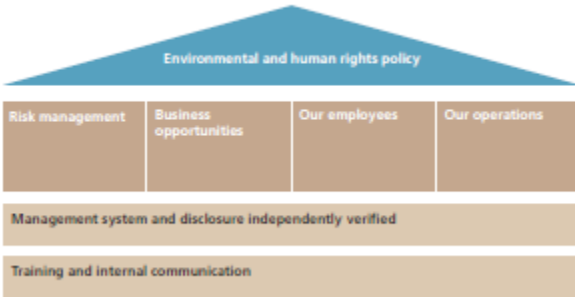 Environmental and human rights policy
Risk management
Business
opportunities
Our employees
Our operations
Management system and disclosure independently verified
Training and internal communication